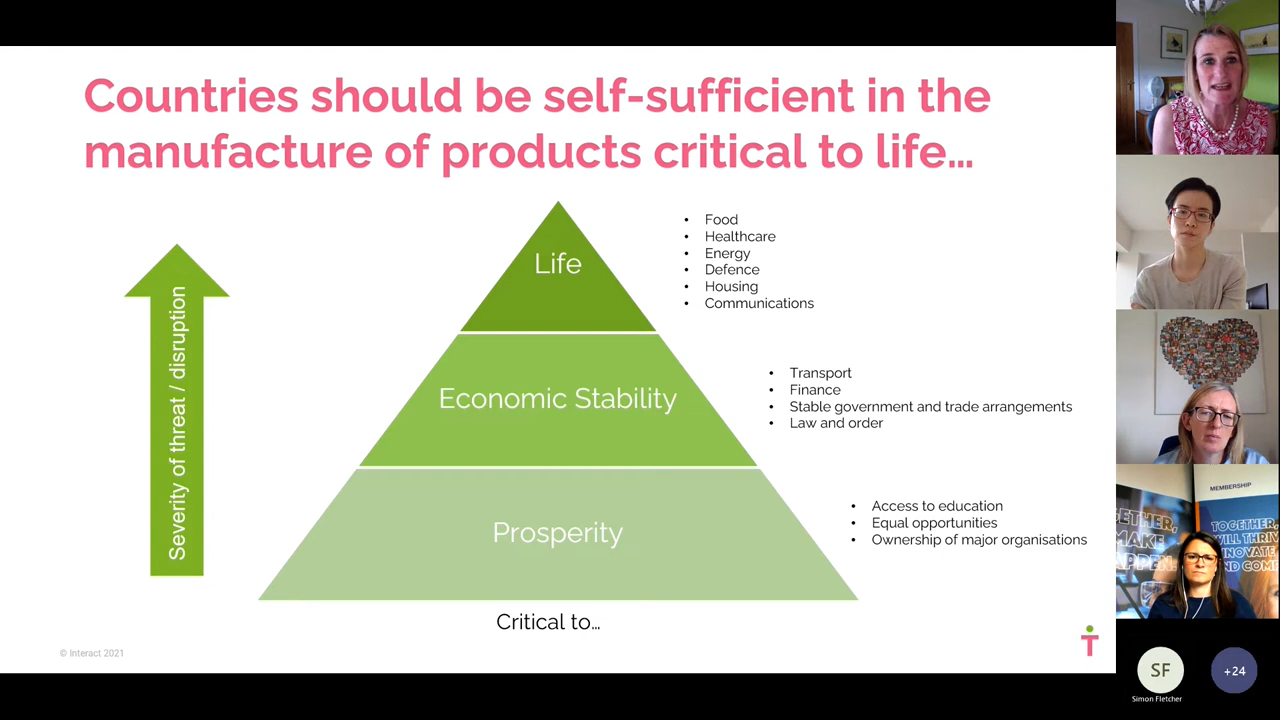 Countries should be self-sufficient in the
manufacture of products critical to life...
Severity of threat / disruption
Life
• Food
• Healthcare
• Energy
• Defence
• Housing
• Communications
Economic Stability
• Transport
• Finance
• Stable government and trade arrangements
• Law and order
Prosperity
• Access to education
• Equal opportunities
• Ownership of major organisations
Critical to...
© Interact 2021
MEMBERSHIP
TOGETHER,
SF
Simon Fletcher
+24